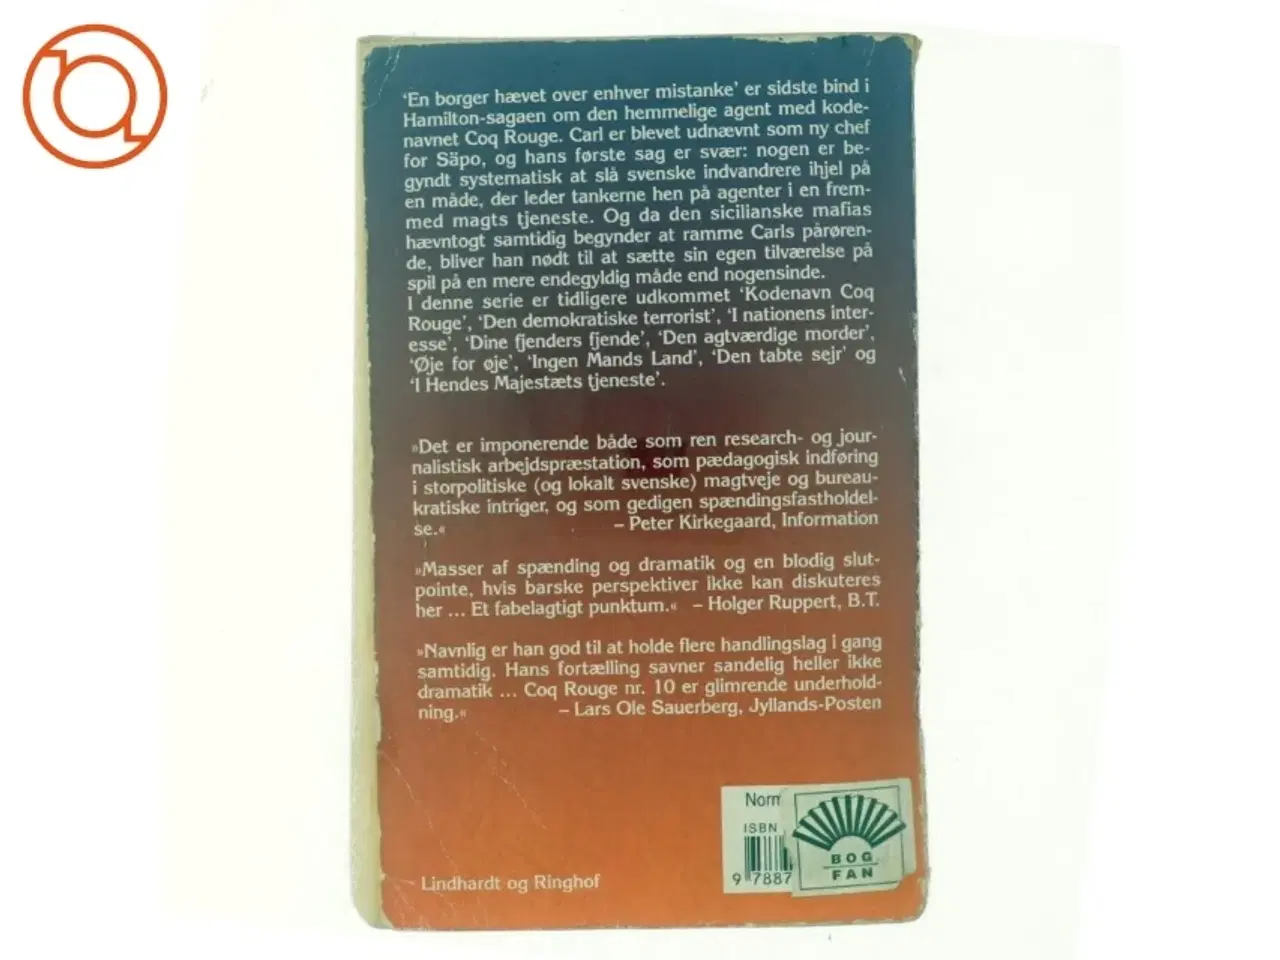 ‘En borger hævet over enhver mistanke’ er sidste bind i
Hamilton-sagaen om den hemmelige agent med kode-
navnet Coq Rouge. Carl er blevet udnævnt som ny chef
for Säpo, og hans første sag er svær: nogen er be-
gyndt systematisk at slå svenske indvandrere ihjel på
en måde, der leder tankerne hen på agenter i en frem-
med magts tjeneste. Og da den sicilianske mafias
hævntogt samtidig begynder at ramme Carls pårøren-
de, bliver han nødt til at sætte sin egen tilværelse på
spil på en mere endegyldig måde end nogensinde.
I denne serie er tidligere udkommet ‘Kodenavn Coq
Rouge’, ‘Den demokratiske terrorist’, ‘I nationens inter-
esse’, ‘Dine fjenders fjende’, ‘Den agtværdige morder’,
‘Øje for øje’, ‘Ingen Mands Land’, ‘Den tabte sejr’ og
‘I Hendes Majestæts tjeneste’.
»Det er imponerende både som ren research- og jour-
nalistisk arbejdspræstation, som pædagogisk indføring
i storpolitiske (og lokalt svenske) magtveje og bureau-
kratiske intriger, og som gedigen spændingsfastholdel-
se.« – Peter Kirkegaard, Information
»Masser af spænding og dramatik og en blodig slut-
pointe, hvis barske perspektiver ikke kan diskuteres
her ... Et fabelagtigt punktum.« – Holger Ruppert, B.T.
»Navnlig er han god til at holde flere handlingslag i gang
samtidig. Hans fortælling savner sandelig heller ikke
dramatik ... Coq Rouge nr. 10 er glimrende underhold-
ning.« – Lars Ole Sauerberg, Jyllands-Posten
Norm
ISBN
9 7887
BOG
FAN
Lindhardt og Ringhof